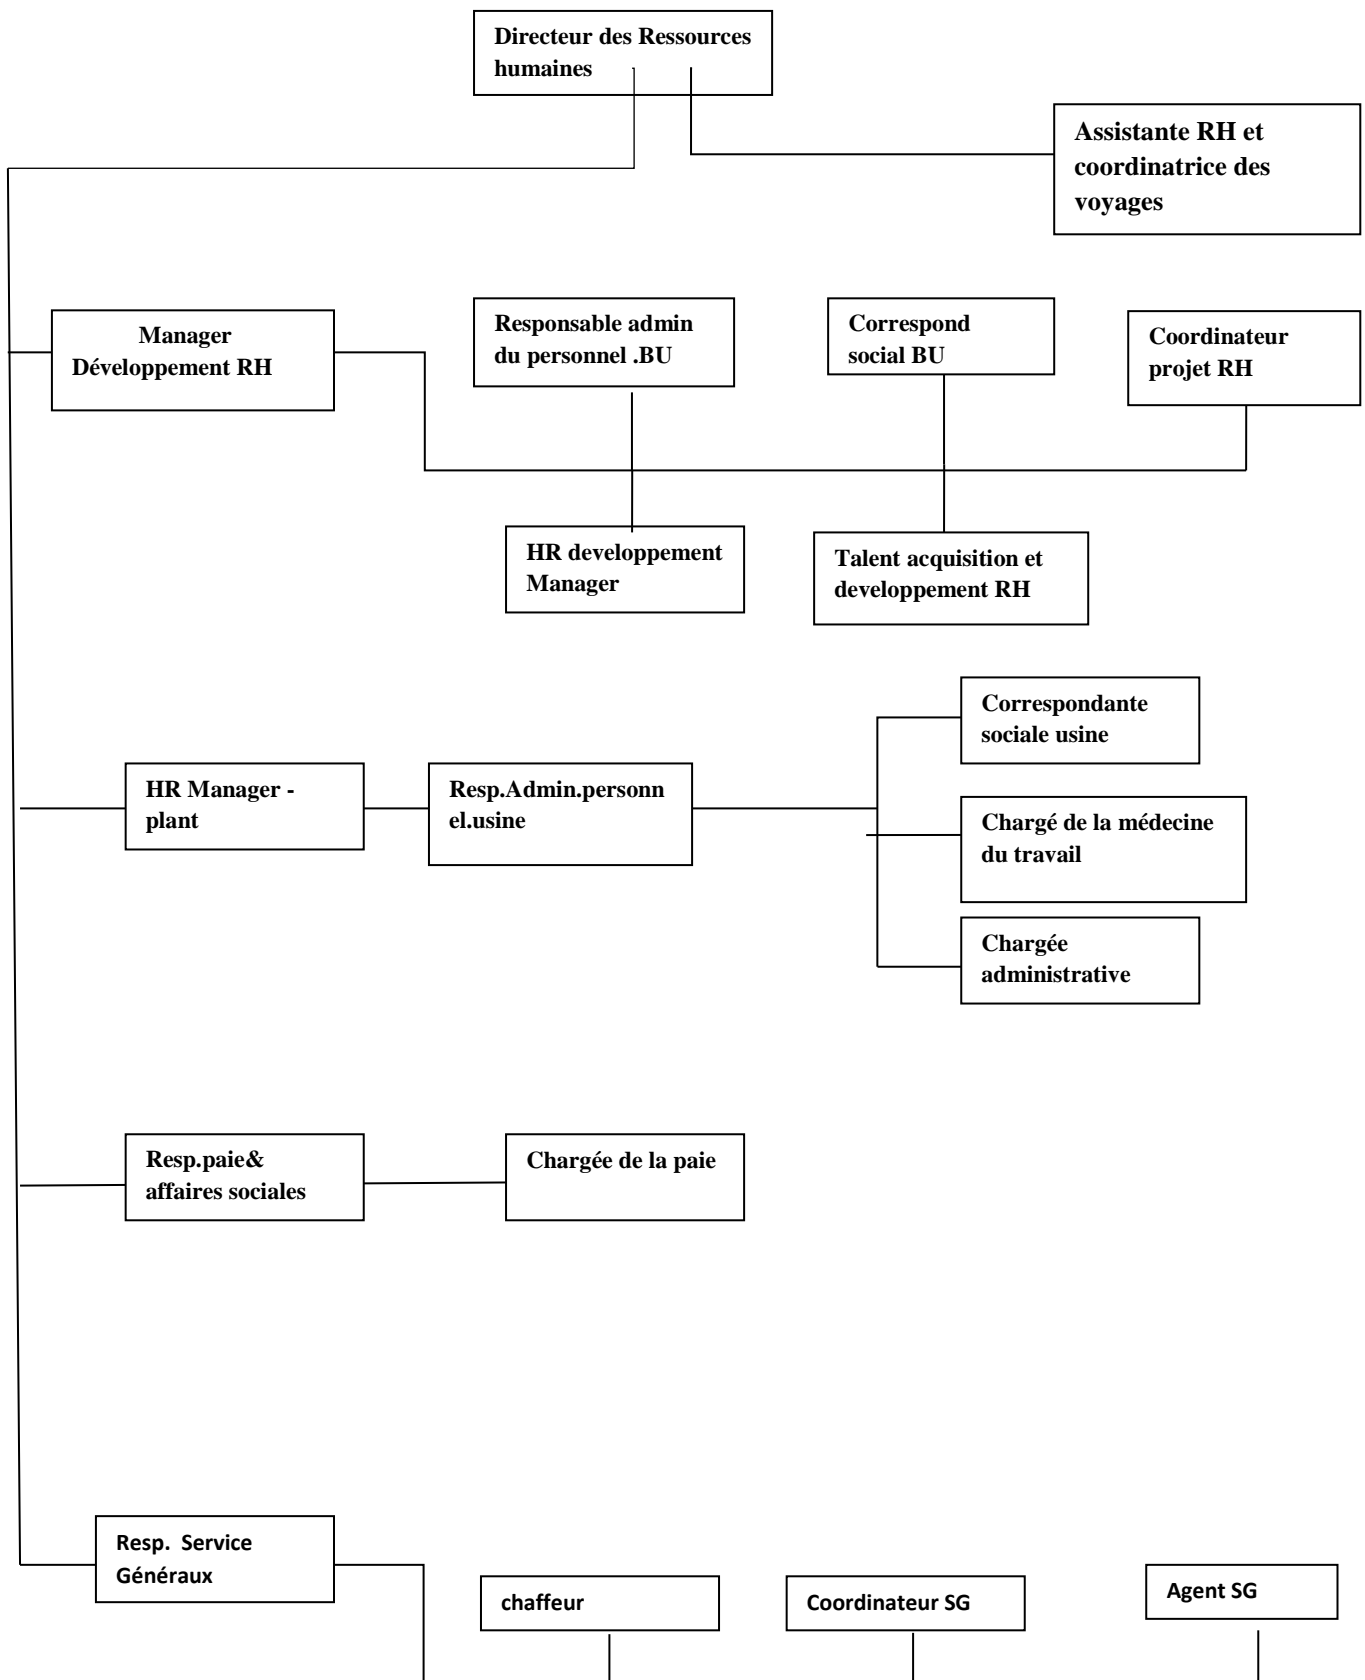 Directeur des Ressources
humaines
Assistante RH et
coordinatrice des
voyages
Manager
Développement RH
Responsable admin
du personnel .BU
Correspond
social BU
Coordinateur
projet RH
HR developpement
Manager
Talent acquisition et
developpement RH
Correspondante
sociale usine
HR Manager -
plant
Resp.Admin.personn
el.usine
Chargé de la médecine
du travail
Chargée
administrative
Resp.paie&
affaires sociales
Chargée de la paie
Resp. Service
Généraux
chaffeur
Coordinateur SG
Agent SG